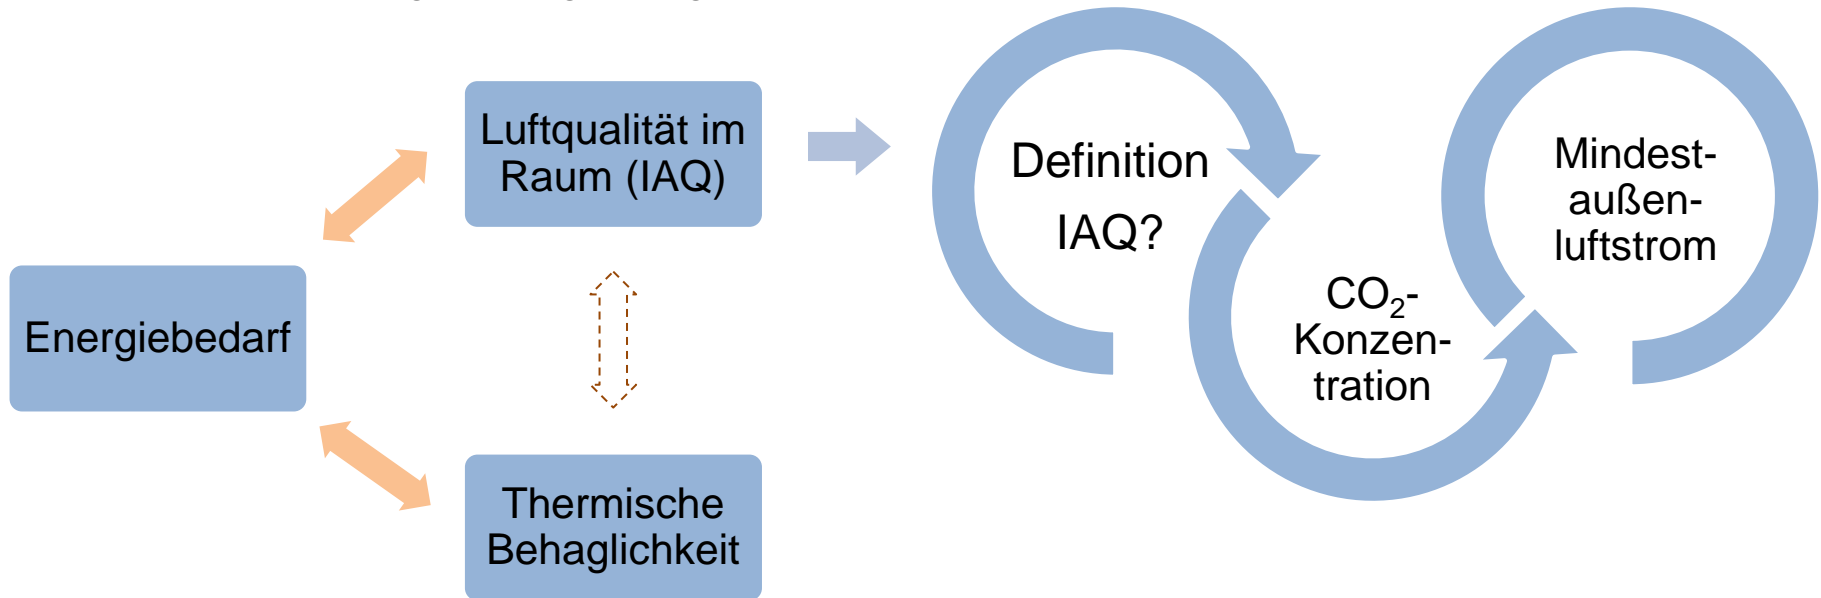 Luftqualität im
Raum (IAQ)
Energiebedarf
Thermische
Behaglichkeit
Definition
IAQ?
CO₂-
Konzen-
tration
Mindest-
außen-
luftstrom